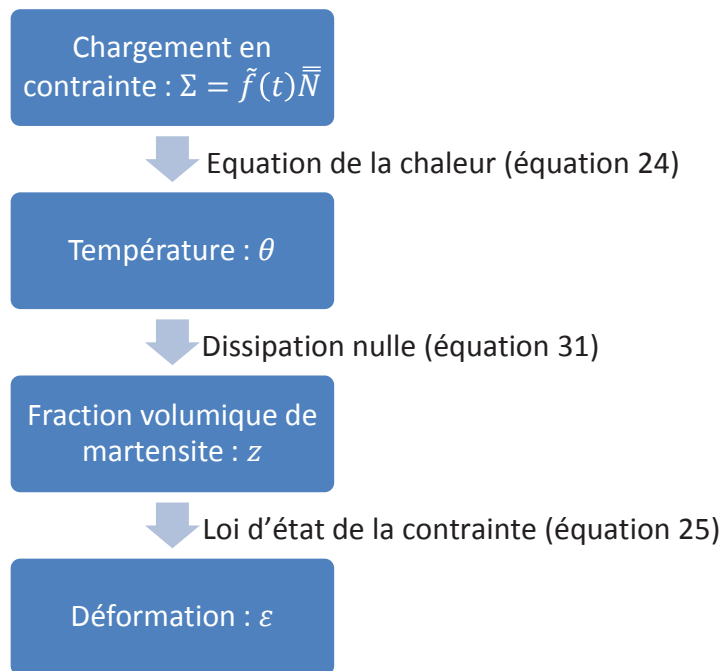 Chargement en
contrainte : Σ = f̃(t)N̿
Equation de la chaleur (équation 24)
Température : θ
Dissipation nulle (équation 31)
Fraction volumique de
martensite : z
Loi d'état de la contrainte (équation 25)
Déformation : ε